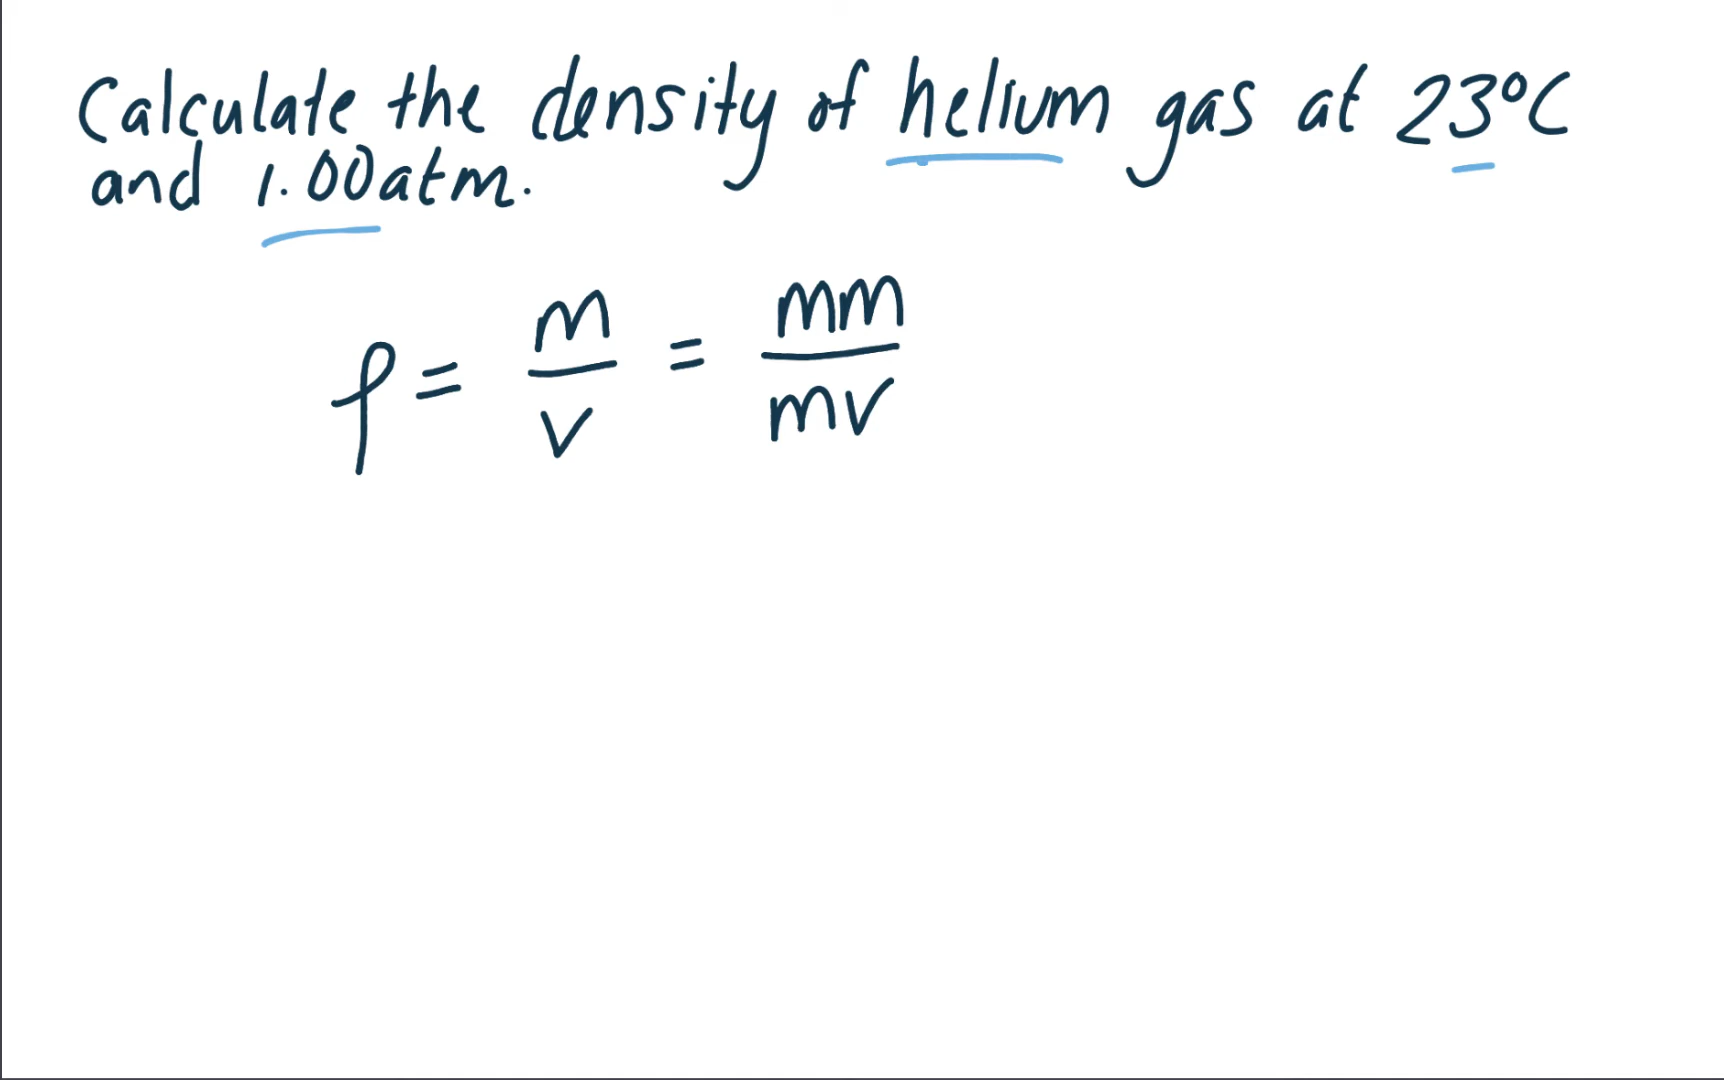 Calculate the density of helium gas at 23°C
and 1.00atm.
ρ = m/v = mm/mv